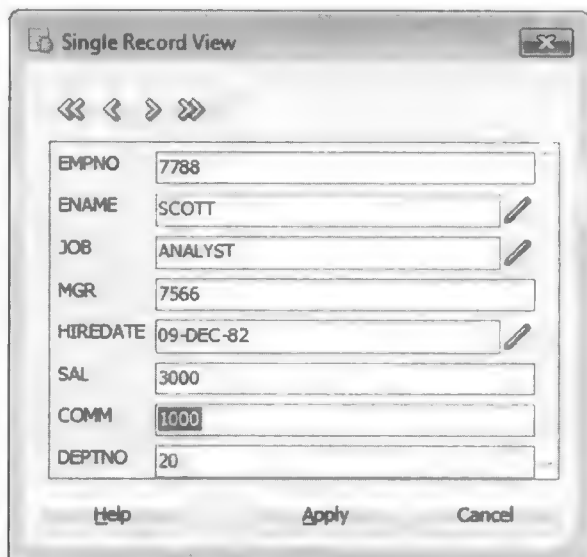 Single Record View
EMPNO 7788
ENAME SCOTT
JOB ANALYST
MGR 7566
HIREDATE 09-DEC-82
SAL 3000
COMM 1000
DEPTNO 20
Help Apply Cancel